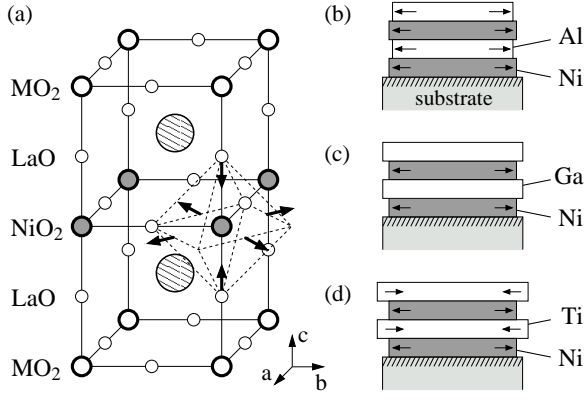 (a)
MO2
LaO
NiO2
LaO
MO2
c
a
b
(b)
Al
Ni
substrate
(c)
Ga
Ni
(d)
Ti
Ni